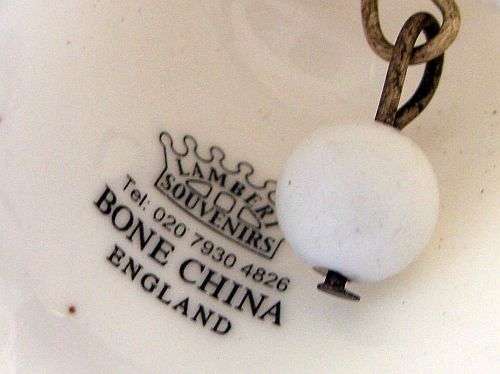 LAMBERT
SOUVENIRS
Tel: 020 7930 4826
BONE CHINA
ENGLAND